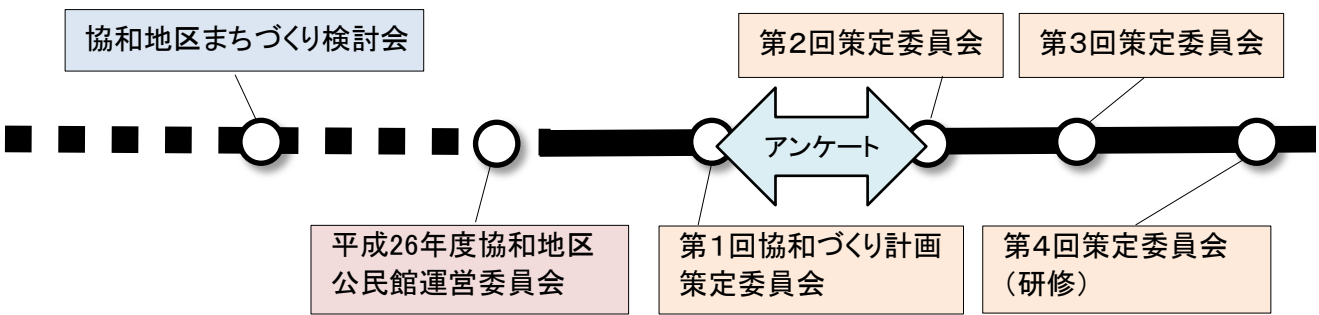 協和地区まちづくり検討会
第2回策定委員会
第3回策定委員会
アンケート
平成26年度協和地区
公民館運営委員会
第1回協和づくり計画
策定委員会
第4回策定委員会
(研修)